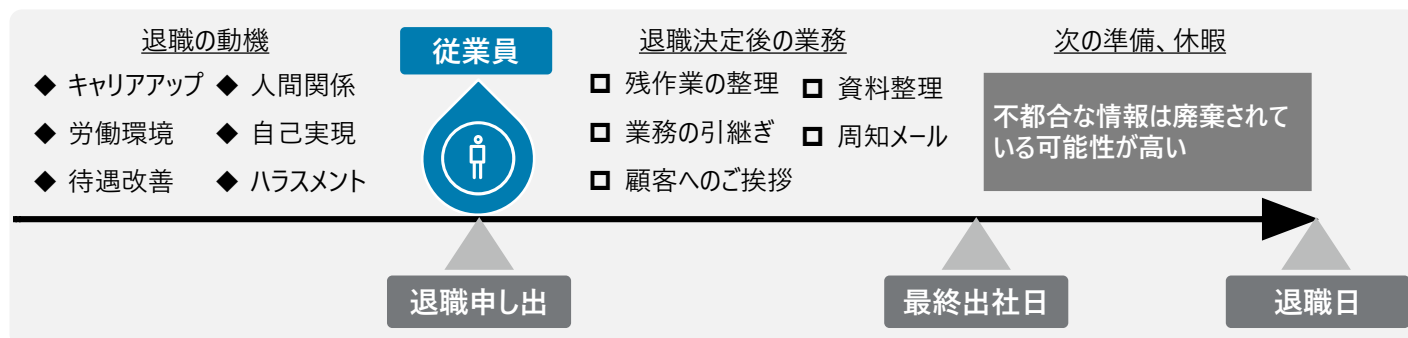 退職の動機
◆ キャリアアップ ◆ 人間関係
◆ 労働環境 ◆ 自己実現
◆ 待遇改善 ◆ ハラスメント
従業員
退職決定後の業務
残作業の整理 資料整理
業務の引継ぎ 周知メール
顧客へのご挨拶
次の準備、休暇
不都合な情報は廃棄されて
いる可能性が高い
退職申し出
最終出社日
退職日